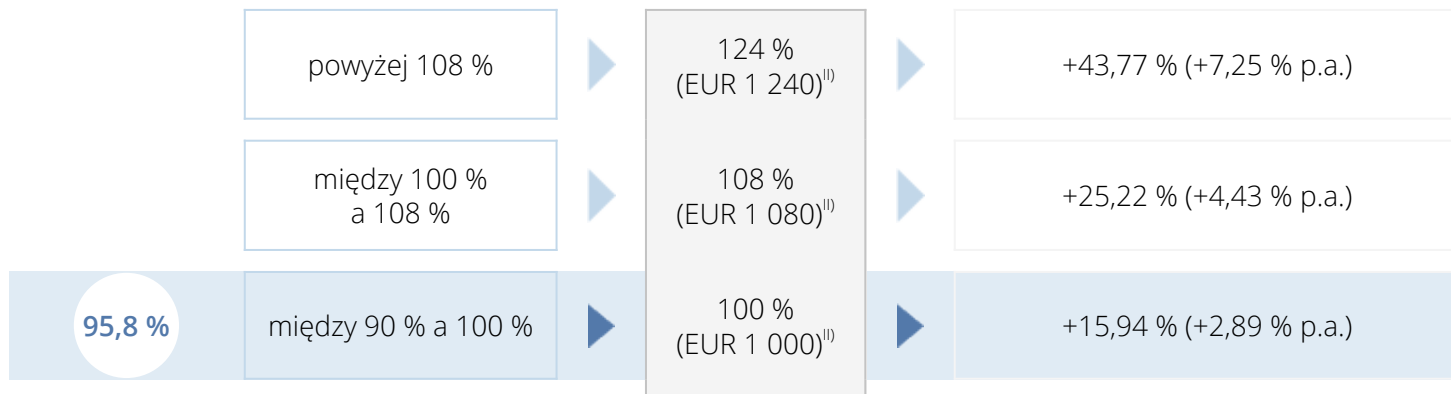 powyżej 108 %
124 %
(EUR 1 240)II)
+43,77 % (+7,25 % p.a.)
między 100 %
a 108 %
108 %
(EUR 1 080)II)
+25,22 % (+4,43 % p.a.)
95,8 %
między 90 % a 100 %
100 %
(EUR 1 000)II)
+15,94 % (+2,89 % p.a.)